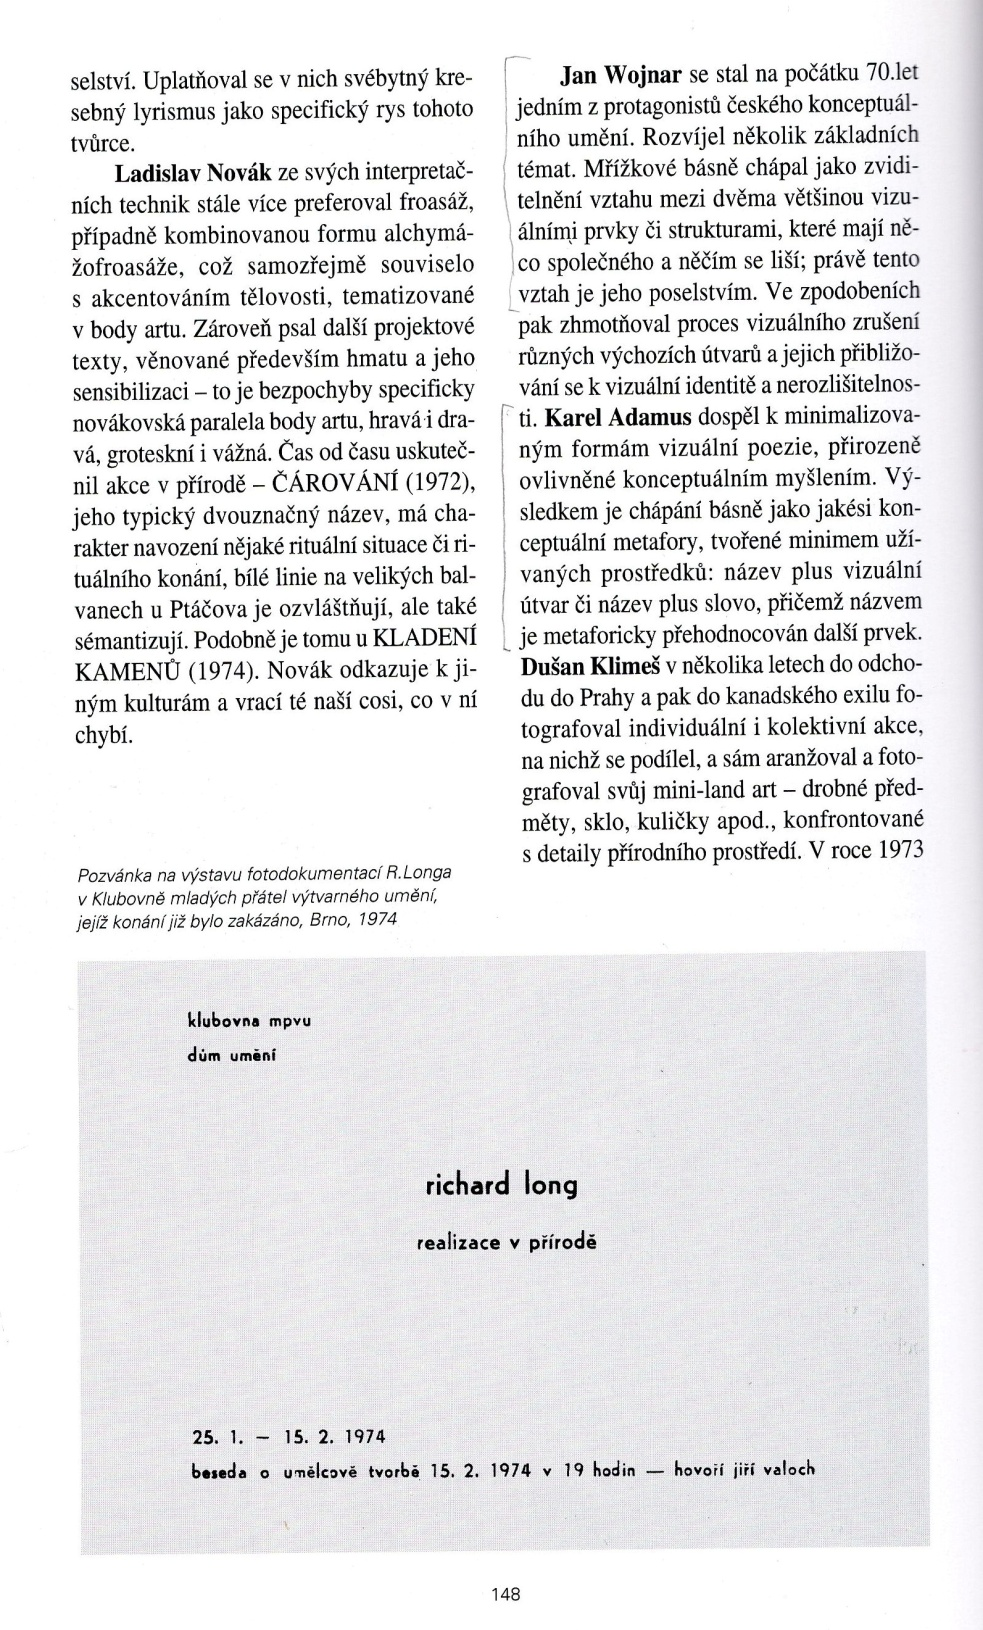 selství. Uplatňoval se v nich svébytný kre-
sebný lyrismus jako specifický rys tohoto
tvůrce.
Ladislav Novák ze svých interpretač-
ních technik stále více preferoval froasáž,
případně kombinovanou formu alchymá-
žofroasáže, což samozřejmě souviselo
s akcentováním tělovosti, tematizované
v body artu. Zároveň psal další projektové
texty, věnované především hmatu a jeho
sensibilizaci – to je bezpochyby specificky
novákovská paralela body artu, hravá i dra-
vá, groteskní i vážná. Čas od času uskuteč-
nil akce v přírodě – ČÁROVÁNÍ (1972),
jeho typický dvouznačný název, má cha-
rakter navození nějaké rituální situace či ri-
tuálního konání, bílé linie na velikých bal-
vanech u Ptáčova je ozvláštňují, ale také
sémantizují. Podobně je tomu u KLADENÍ
KAMENŮ (1974). Novák odkazuje k ji-
ným kulturám a vrací té naší cosi, co v ní
chybí.
Jan Wojnar se stal na počátku 70.let
jedním z protagonistů českého konceptuál-
ního umění. Rozvíjel několik základních
témat. Mřížkové básně chápal jako zvidi-
telnění vztahu mezi dvěma většinou vizu-
álními prvky či strukturami, které mají ně-
co společného a něčím se liší; právě tento
vztah je jeho poselstvím. Ve zpodobeních
pak zhmotňoval proces vizuálního zrušení
různých výchozích útvarů a jejich přibližo-
vání se k vizuální identitě a nerozlišitelnos-
ti. Karel Adamus dospěl k minimalizova-
ným formám vizuální poezie, přirozeně
ovlivněné konceptuálním myšlením. Vý-
sledkem je chápání básně jako jakési kon-
ceptuální metafory, tvořené minimem uží-
vaných prostředků: název plus vizuální
útvar či název plus slovo, přičemž názvem
je metaforicky přehodnocován další prvek.
Dušan Klimeš v několika letech do odcho-
du do Prahy a pak do kanadského exilu fo-
tografoval individuální i kolektivní akce,
na nichž se podílel, a sám aranžoval a foto-
grafoval svůj mini-land art – drobné před-
měty, sklo, kuličky apod., konfrontované
s detaily přírodního prostředí. V roce 1973
Pozvánka na výstavu fotodokumentací R.Longa
v Klubovně mladých přátel výtvarného umění,
jejíž konání již bylo zakázáno, Brno, 1974
klubovna mpvu
dům umění
richard long
realizace v přírodě
25. 1. – 15. 2. 1974
beseda o umělcově tvorbě 15. 2. 1974 v 19 hodin — hovoří jiří valoch
148